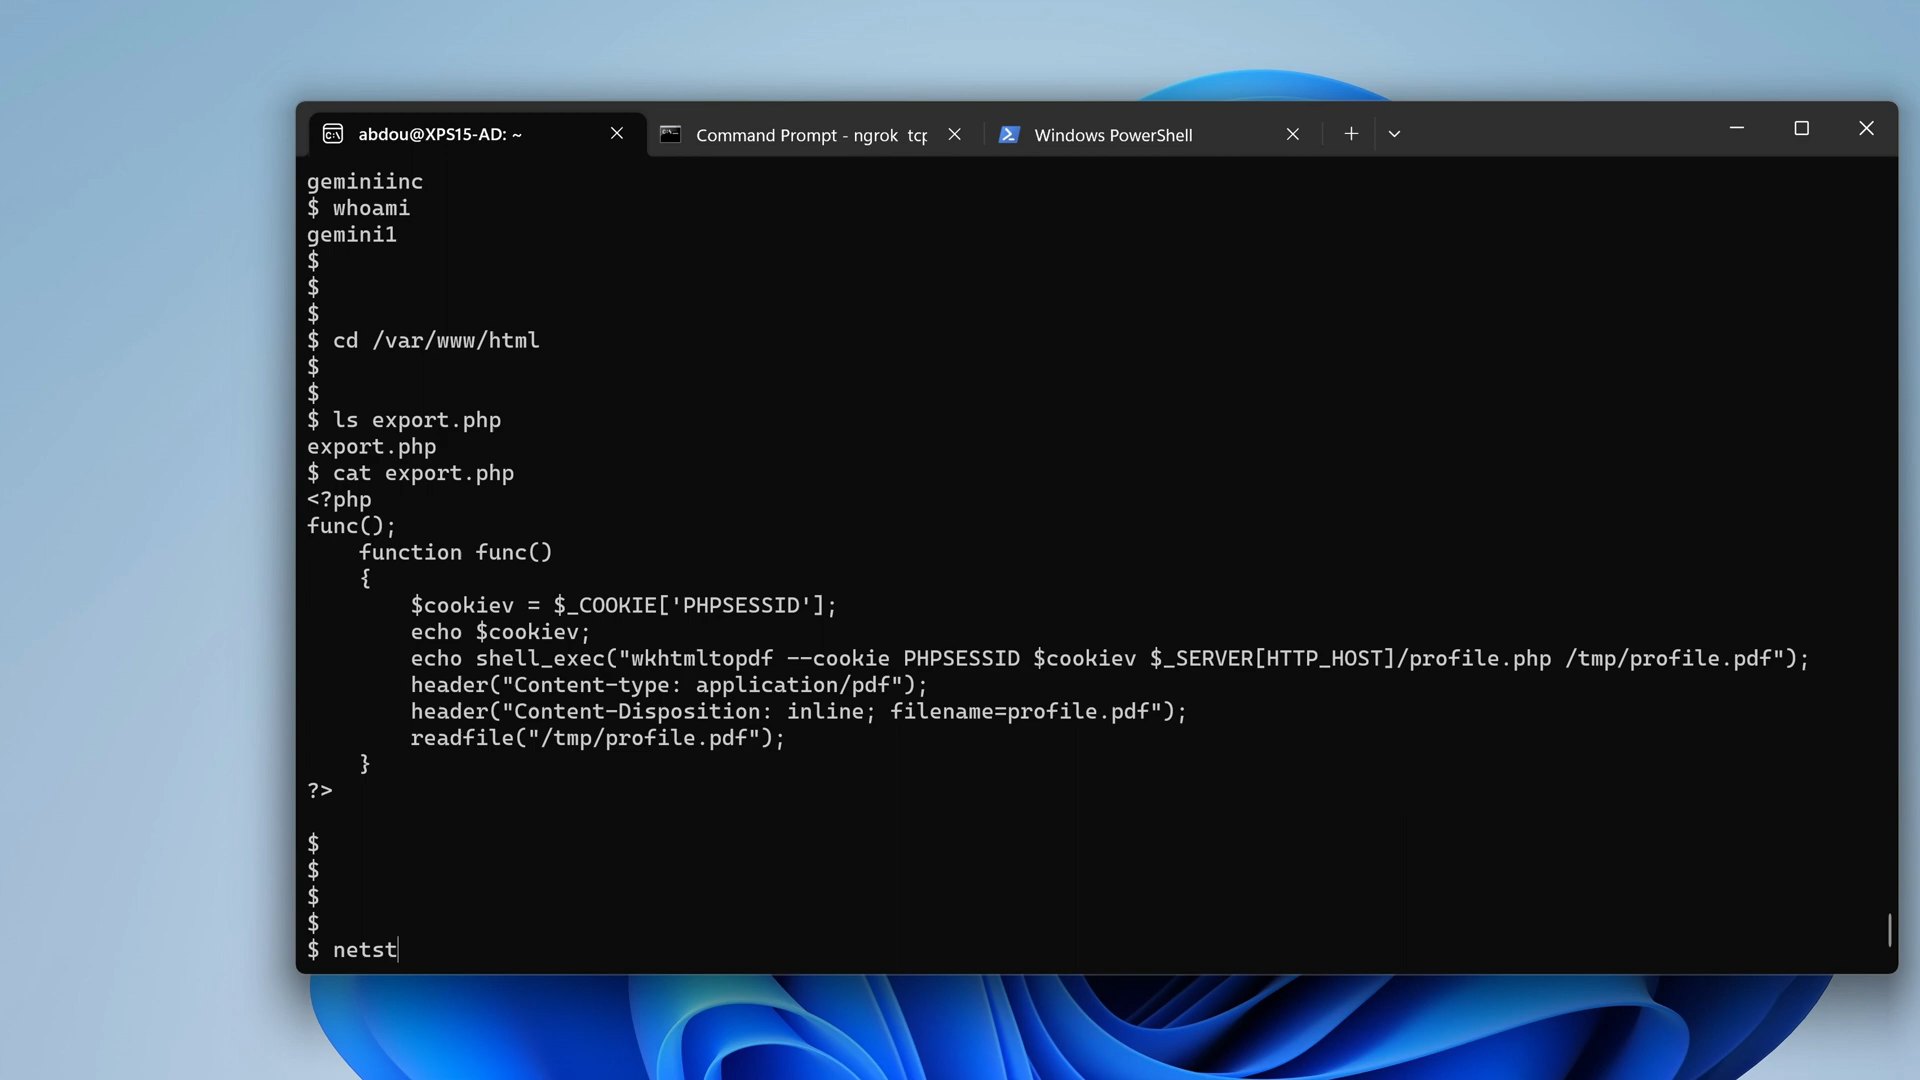 abdou@XPS15-AD: ~
Command Prompt - ngrok tcp
Windows PowerShell
geminiinc
$ whoami
gemini1
$
$
$
$ cd /var/www/html
$
$
$ ls export.php
export.php
$ cat export.php
<?php
func();
    function func()
    {
        $cookiev = $_COOKIE['PHPSESSID'];
        echo $cookiev;
        echo shell_exec("wkhtmltopdf --cookie PHPSESSID $cookiev $_SERVER[HTTP_HOST]/profile.php /tmp/profile.pdf");
        header("Content-type: application/pdf");
        header("Content-Disposition: inline; filename=profile.pdf");
        readfile("/tmp/profile.pdf");
    }
?>
$
$
$
$
$ netst